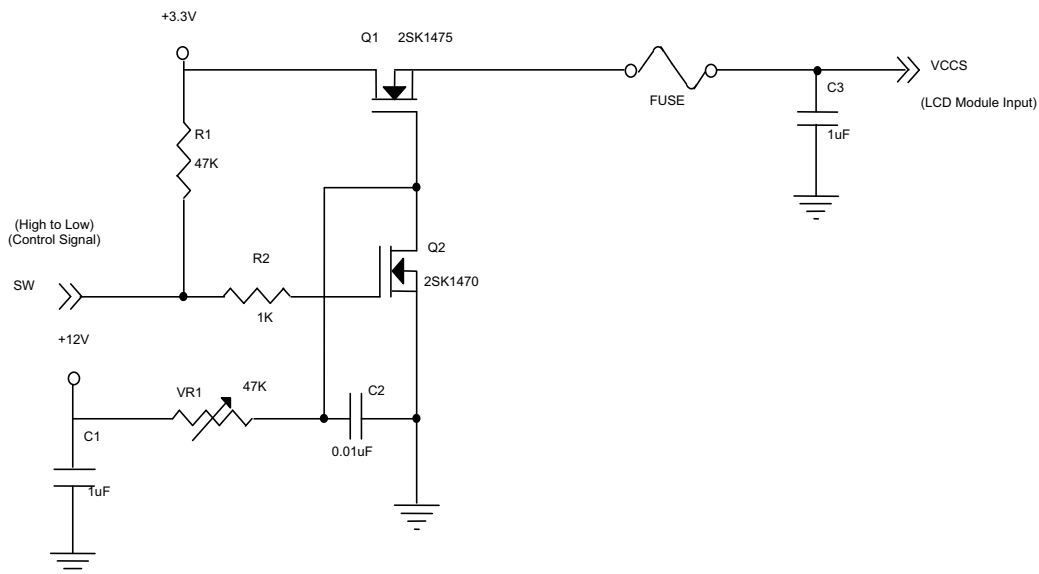 +3.3V
Q1 2SK1475
VCCS
FUSE
C3
(LCD Module Input)
1uF
R1
47K
(High to Low)
(Control Signal)
Q2
R2
2SK1470
SW
1K
+12V
VR1
47K
C2
C1
0.01uF
1uF